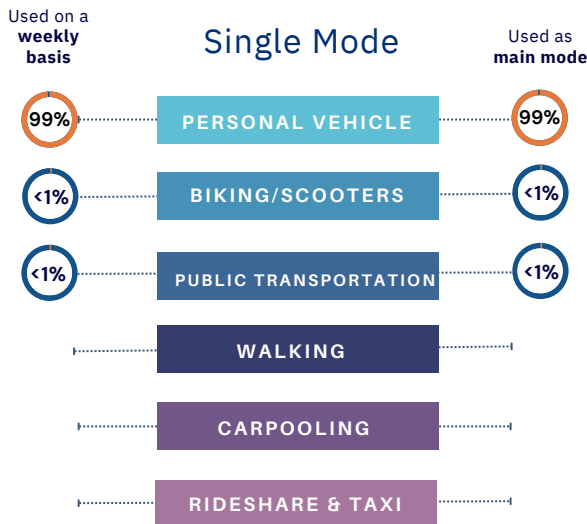 Used on a
weekly
basis
Single Mode
Used as
main mode
99%
PERSONAL VEHICLE
99%
<1%
BIKING/SCOOTERS
<1%
<1%
PUBLIC TRANSPORTATION
<1%
WALKING
CARPOOLING
RIDESHARE & TAXI